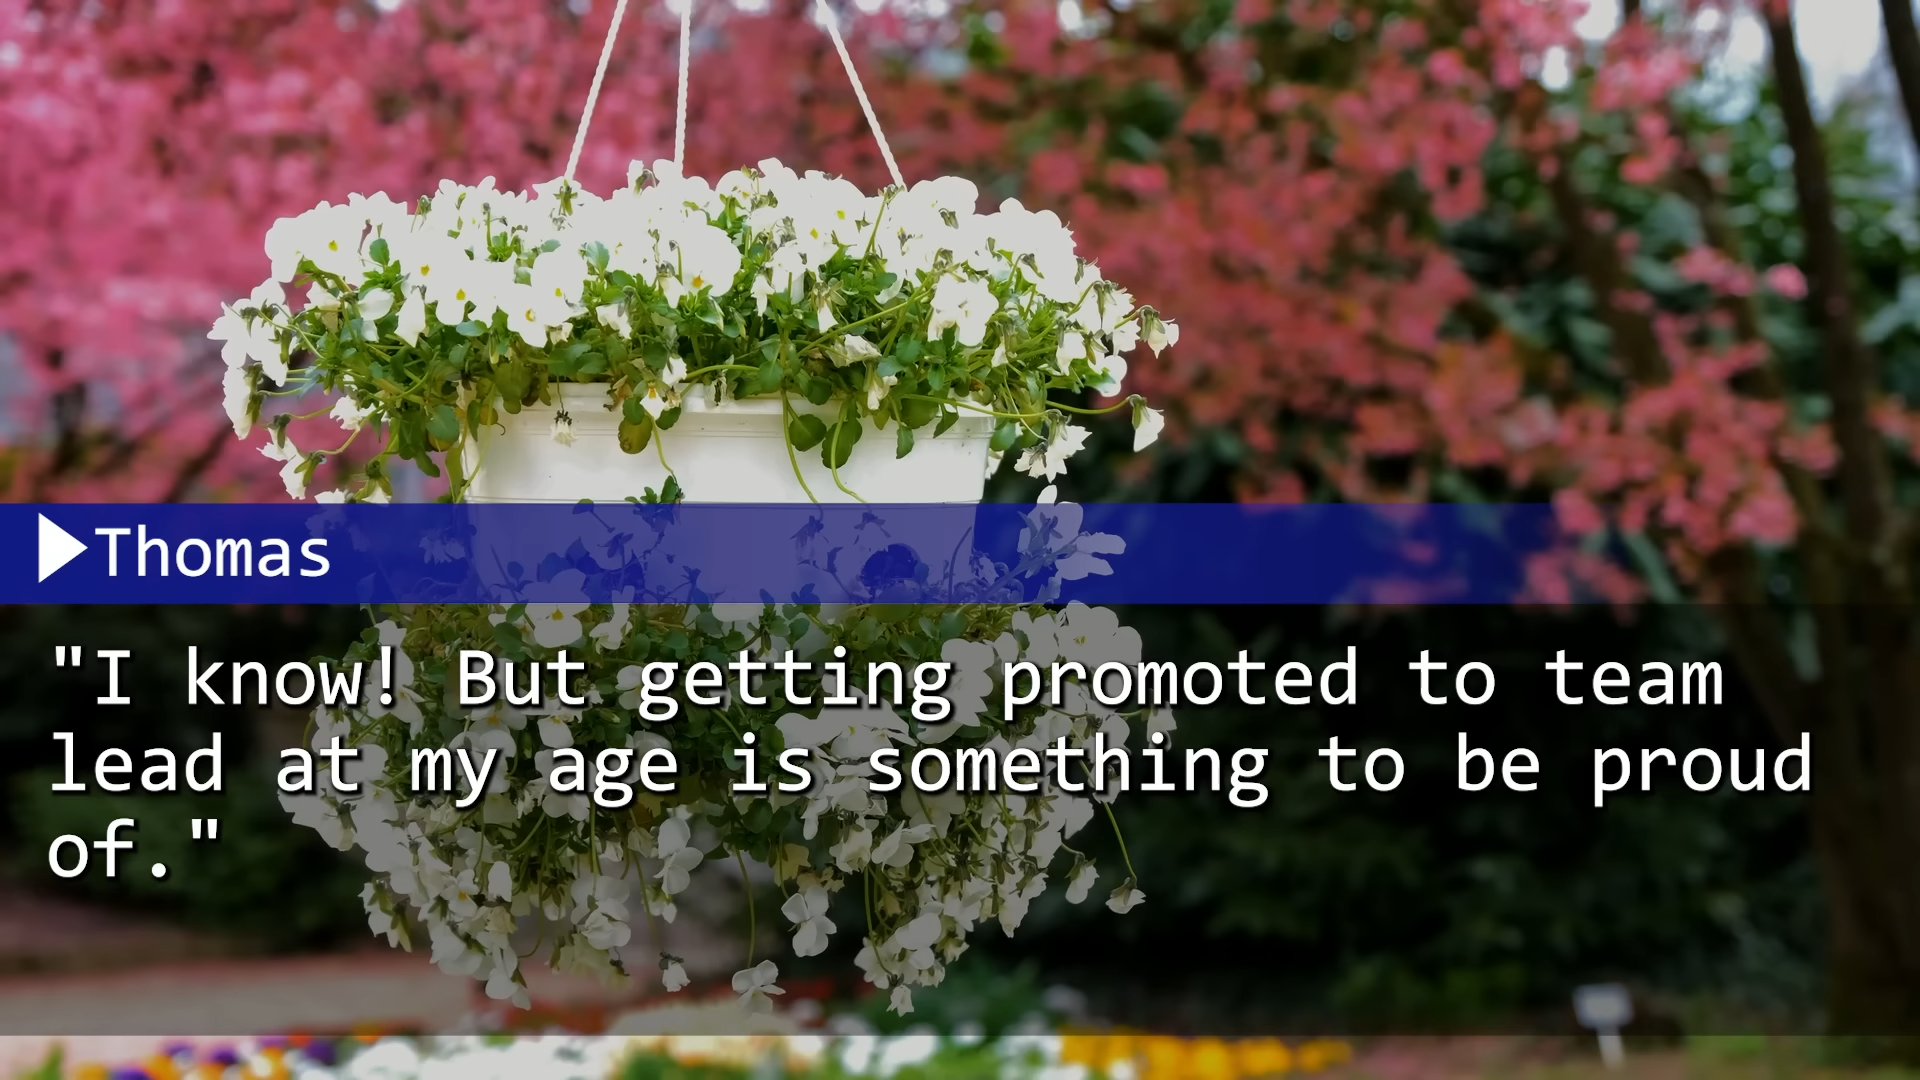 Thomas
"I know! But getting promoted to team
lead at my age is something to be proud
of."